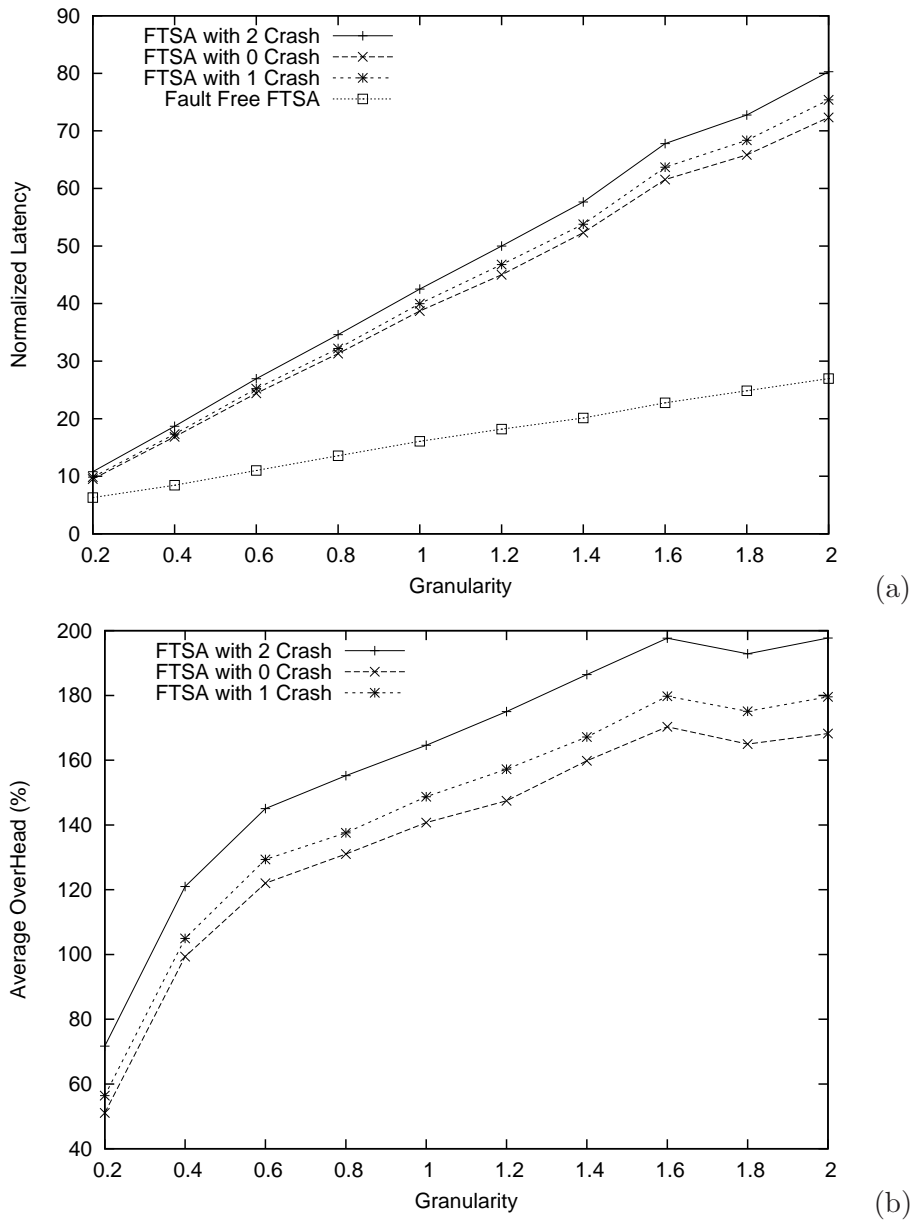 90
80
70
60
50
40
30
20
10
0
Normalized Latency
FTSA with 2 Crash
FTSA with 0 Crash
FTSA with 1 Crash
Fault Free FTSA
0.2 0.4 0.6 0.8 1 1.2 1.4 1.6 1.8 2
Granularity
(a)
200
180
160
140
120
100
80
60
40
Average OverHead (%)
FTSA with 2 Crash
FTSA with 0 Crash
FTSA with 1 Crash
0.2 0.4 0.6 0.8 1 1.2 1.4 1.6 1.8 2
Granularity
(b)